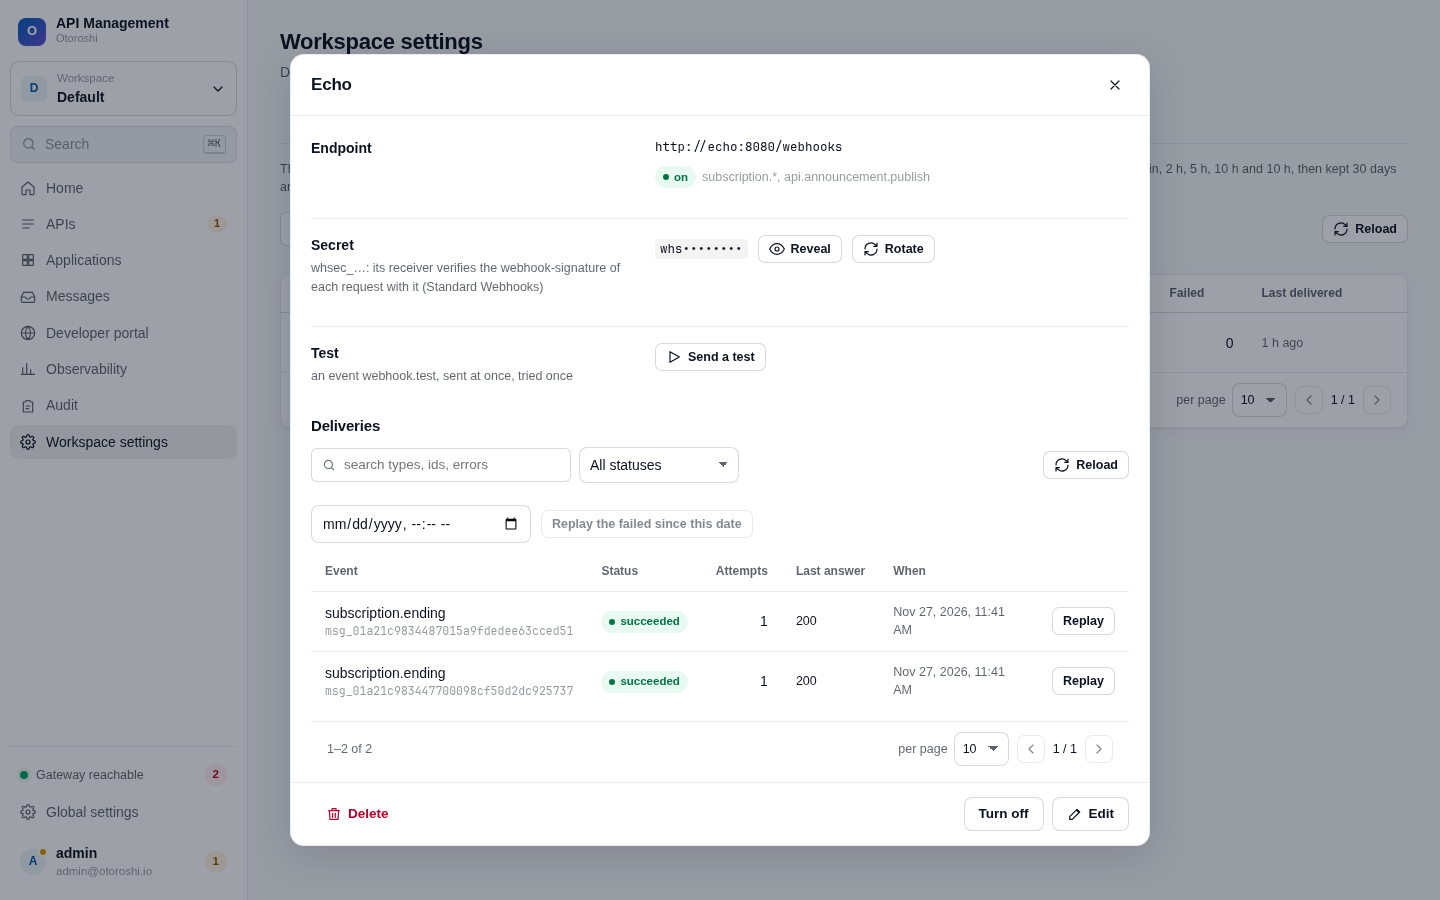 O
API Management
Otoroshi
D
Workspace
Default
Search
⌘K
Home
APIs
1
Applications
Messages
Developer portal
Observability
Audit
Workspace settings
Gateway reachable
2
Global settings
A
admin
admin@otoroshi.io
1
Workspace settings
in, 2 h, 5 h, 10 h and 10 h, then kept 30 days
Reload
Failed
Last delivered
0
1 h ago
per page
10
1 / 1
Echo
Endpoint
http://echo:8080/webhooks
on
subscription.*, api.announcement.publish
Secret
whsec_…: its receiver verifies the webhook-signature of
each request with it (Standard Webhooks)
whs••••••••
Reveal
Rotate
Test
an event webhook.test, sent at once, tried once
Send a test
Deliveries
search types, ids, errors
All statuses
Reload
mm/dd/yyyy, --:-- --
Replay the failed since this date
Event
Status
Attempts
Last answer
When
subscription.ending
msg_01a21c9834487015a9fdedee63cced51
succeeded
1
200
Nov 27, 2026, 11:41
AM
Replay
subscription.ending
msg_01a21c983447700098cf50d2dc925737
succeeded
1
200
Nov 27, 2026, 11:41
AM
Replay
1–2 of 2
per page
10
1 / 1
Delete
Turn off
Edit